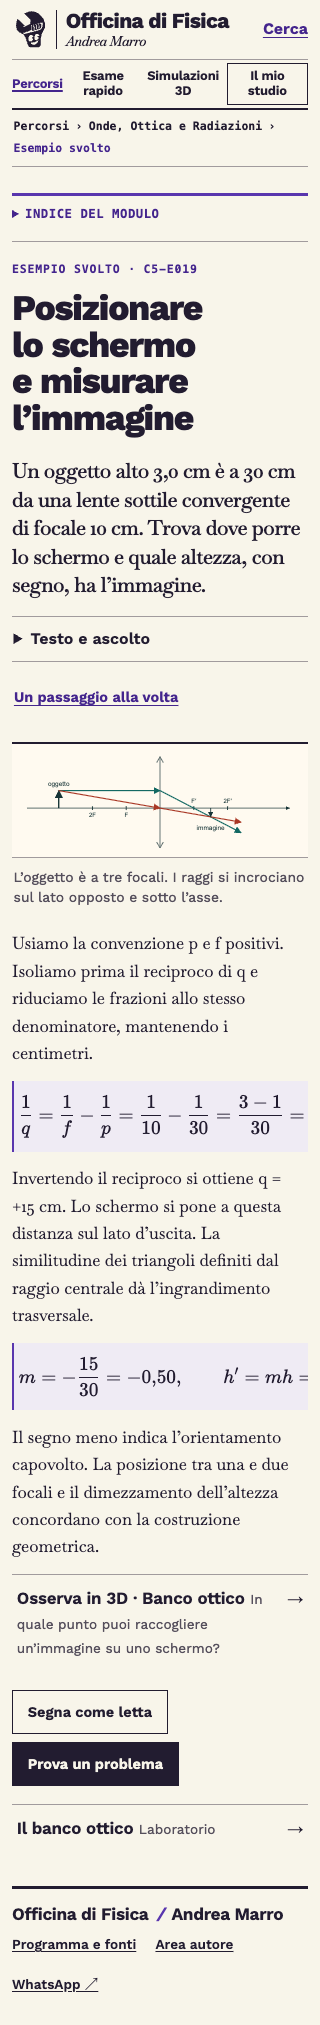 Officina di Fisica
Andrea Marro
Cerca
Percorsi
Esame rapido
Simulazioni 3D
Il mio studio
Percorsi › Onde, Ottica e Radiazioni ›
Esempio svolto
▶ INDICE DEL MODULO
ESEMPIO SVOLTO · C5–E019
Posizionare
lo schermo
e misurare
l’immagine
Un oggetto alto 3,0 cm è a 30 cm
da una lente sottile convergente
di focale 10 cm. Trova dove porre
lo schermo e quale altezza, con
segno, ha l’immagine.
▶ Testo e ascolto
Un passaggio alla volta
oggetto
2F
F
F'
2F'
immagine
L’oggetto è a tre focali. I raggi si incrociano
sul lato opposto e sotto l’asse.
Usiamo la convenzione p e f positivi.
Isoliamo prima il reciproco di q e
riduciamo le frazioni allo stesso
denominatore, mantenendo i
centimetri.
1/q = 1/f − 1/p = 1/10 − 1/30 = (3 − 1)/30 =
Invertendo il reciproco si ottiene q =
+15 cm. Lo schermo si pone a questa
distanza sul lato d’uscita. La
similitudine dei triangoli definiti dal
raggio centrale dà l’ingrandimento
trasversale.
m = −15/30 = −0,50, h′ = mh =
Il segno meno indica l’orientamento
capovolto. La posizione tra una e due
focali e il dimezzamento dell’altezza
concordano con la costruzione
geometrica.
Osserva in 3D · Banco ottico In →
quale punto puoi raccogliere
un’immagine su uno schermo?
Segna come letta
Prova un problema
Il banco ottico Laboratorio →
Officina di Fisica / Andrea Marro
Programma e fonti Area autore
WhatsApp ↗